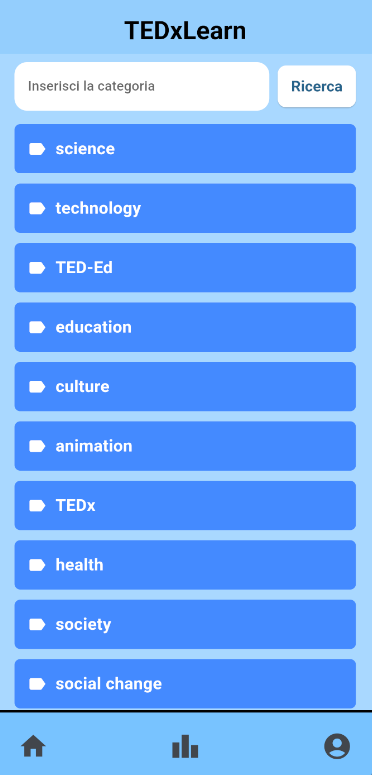 TEDxLearn
Inserisci la categoria
Ricerca
science
technology
TED-Ed
education
culture
animation
TEDx
health
society
social change